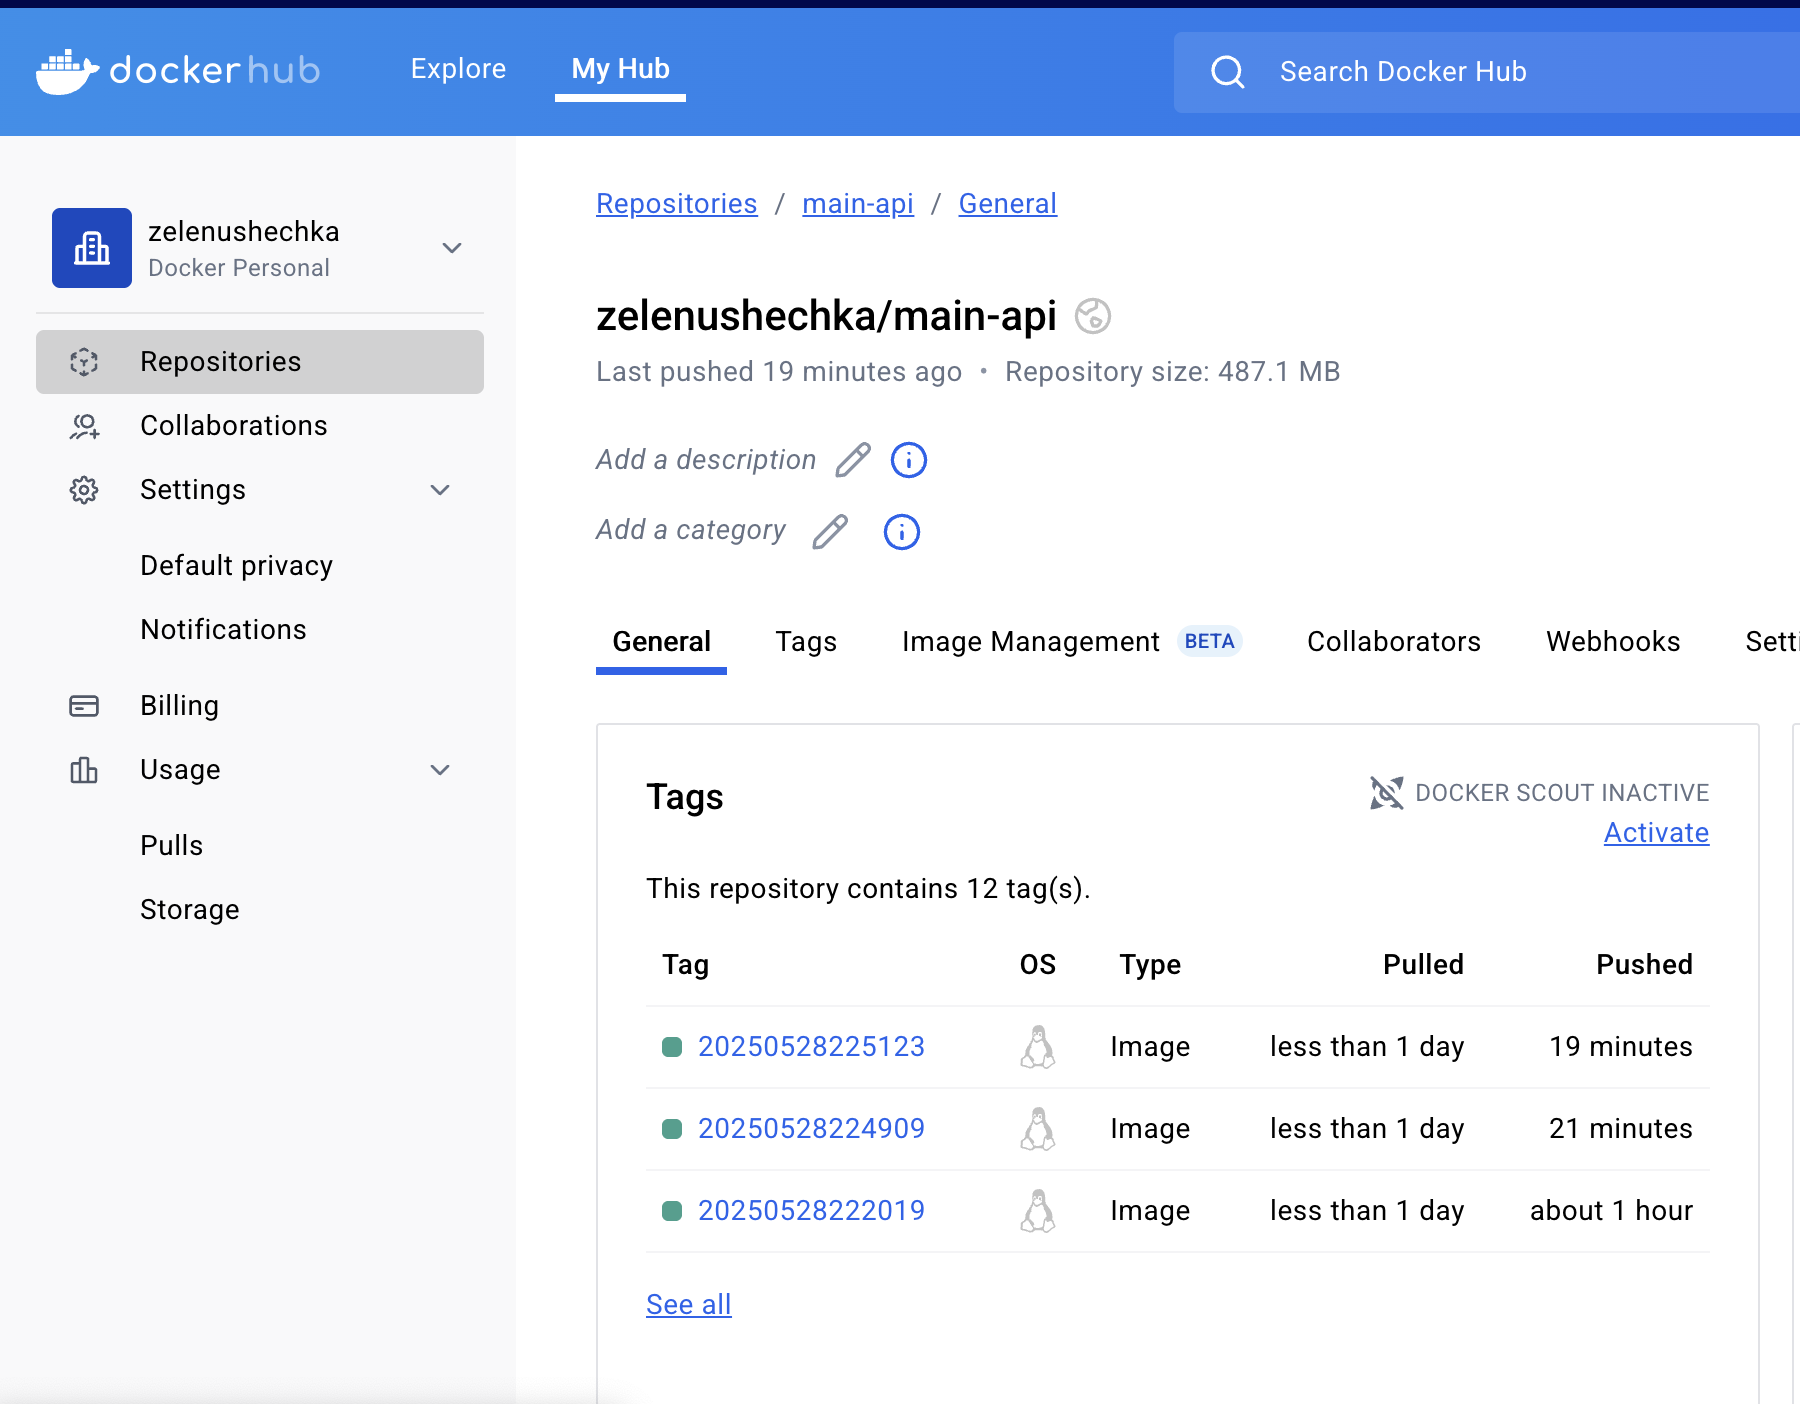 dockerhub
Explore
My Hub
Search Docker Hub
zelenushechka
Docker Personal
Repositories
Collaborations
Settings
Default privacy
Notifications
Billing
Usage
Pulls
Storage
Repositories / main-api / General
zelenushechka/main-api
Last pushed 19 minutes ago • Repository size: 487.1 MB
Add a description
Add a category
General Tags Image Management BETA Collaborators Webhooks Setti
Tags
DOCKER SCOUT INACTIVE
Activate
This repository contains 12 tag(s).
Tag OS Type Pulled Pushed
20250528225123 Image less than 1 day 19 minutes
20250528224909 Image less than 1 day 21 minutes
20250528222019 Image less than 1 day about 1 hour
See all